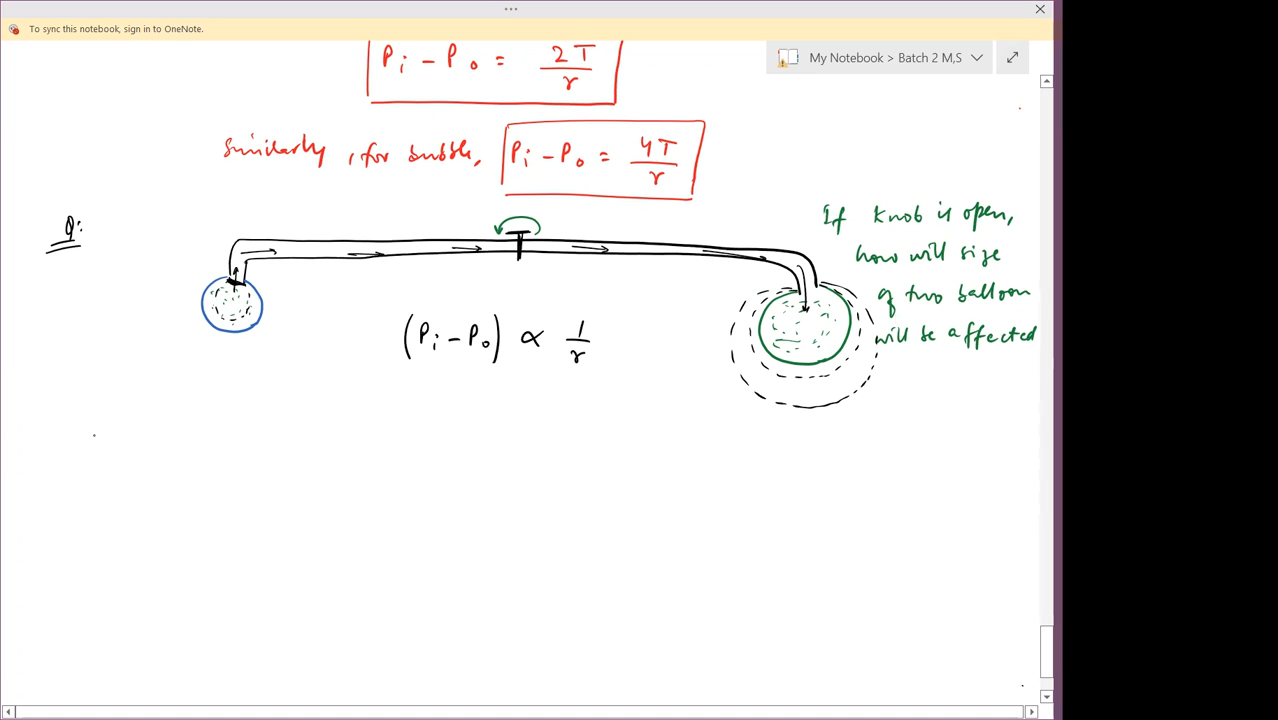 To sync this notebook, sign in to OneNote.
My Notebook > Batch 2 M,S
Pi - Po = 2T/r
Similarly, for bubble, Pi - Po = 4T/r
Q:
If knob is open,
how will size
of two balloon
will be affected
(Pi - Po) ∝ 1/r